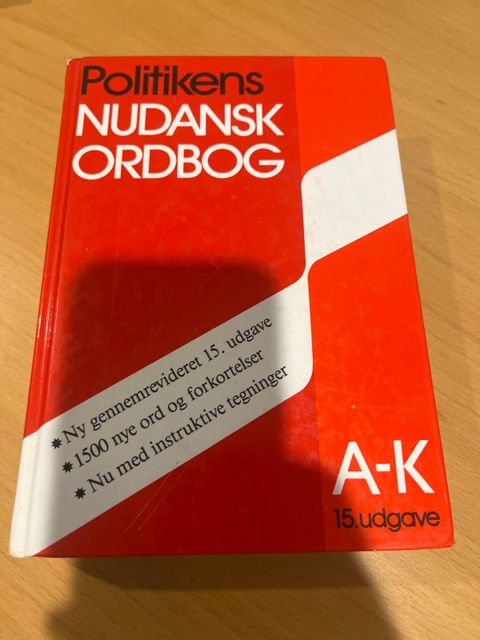 Politikens
NUDANSK
ORDBOG
✷ Ny gennemrevideret 15. udgave
✷ 1500 nye ord og forkortelser
✷ Nu med instruktive tegninger
A-K
15. udgave